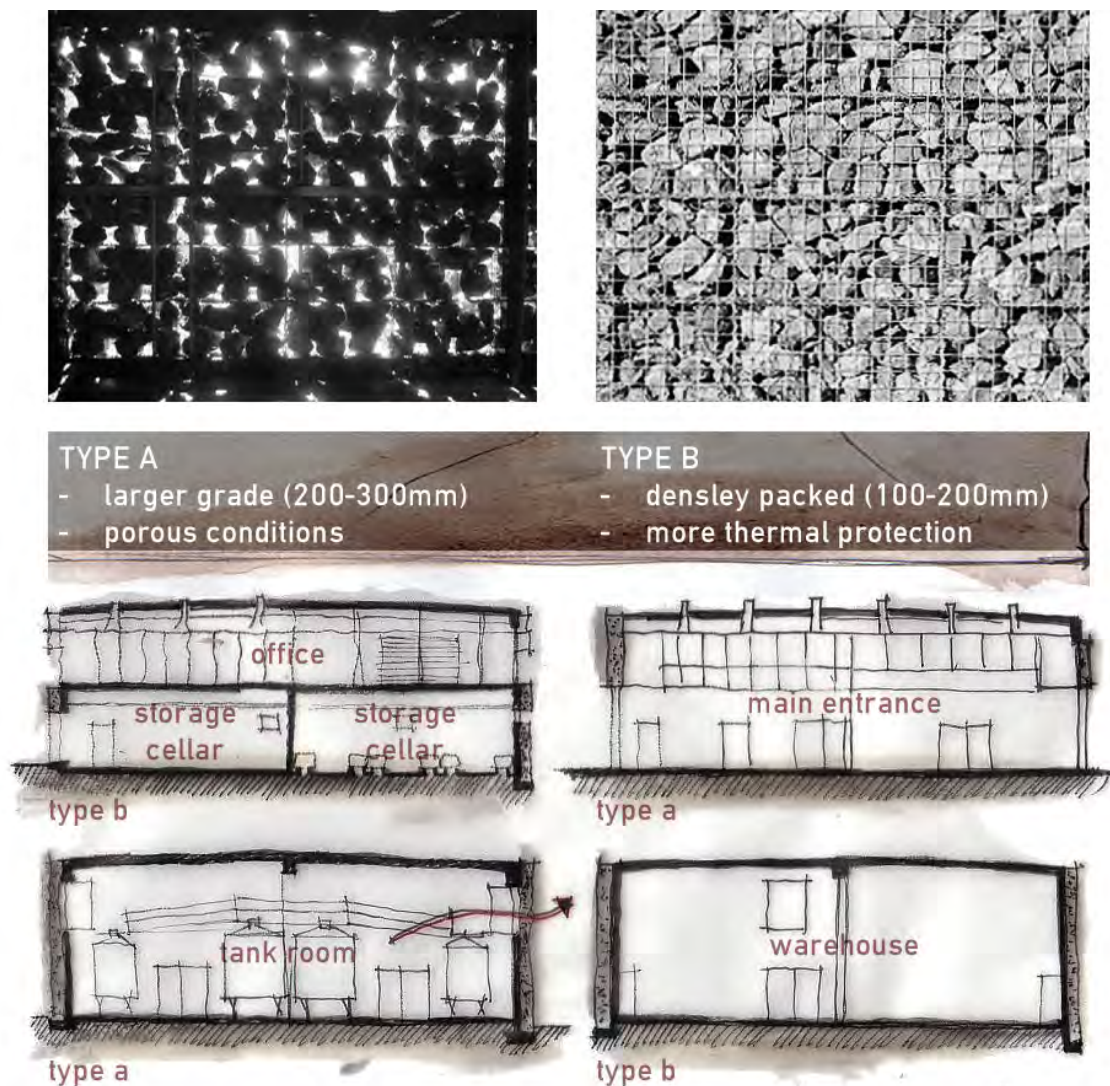 TYPE A
- larger grade (200-300mm)
- porous conditions
TYPE B
- densley packed (100-200mm)
- more thermal protection
office
storage
cellar
storage
cellar
type b
main entrance
type a
tank room
type a
warehouse
type b